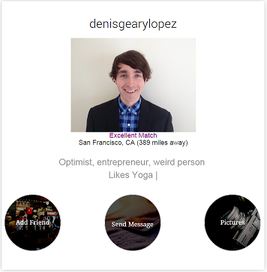 denisgearylopez
Excellent Match
San Francisco, CA (389 miles away)
Optimist, entrepreneur, weird person
Likes Yoga |
Add Friend
Send Message
Pictures